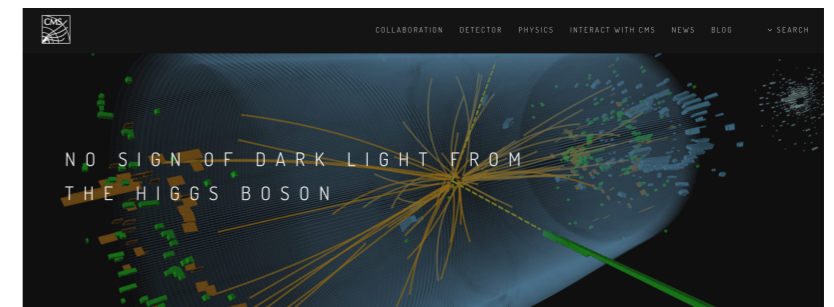 CMS
COLLABORATION DETECTOR PHYSICS INTERACT WITH CMS NEWS BLOG SEARCH
NO SIGN OF DARK LIGHT FROM
THE HIGGS BOSON